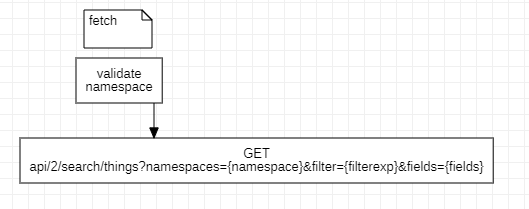 fetch
validate
namespace
GET
api/2/search/things?namespaces={namespace}&filter={filterexp}&fields={fields}